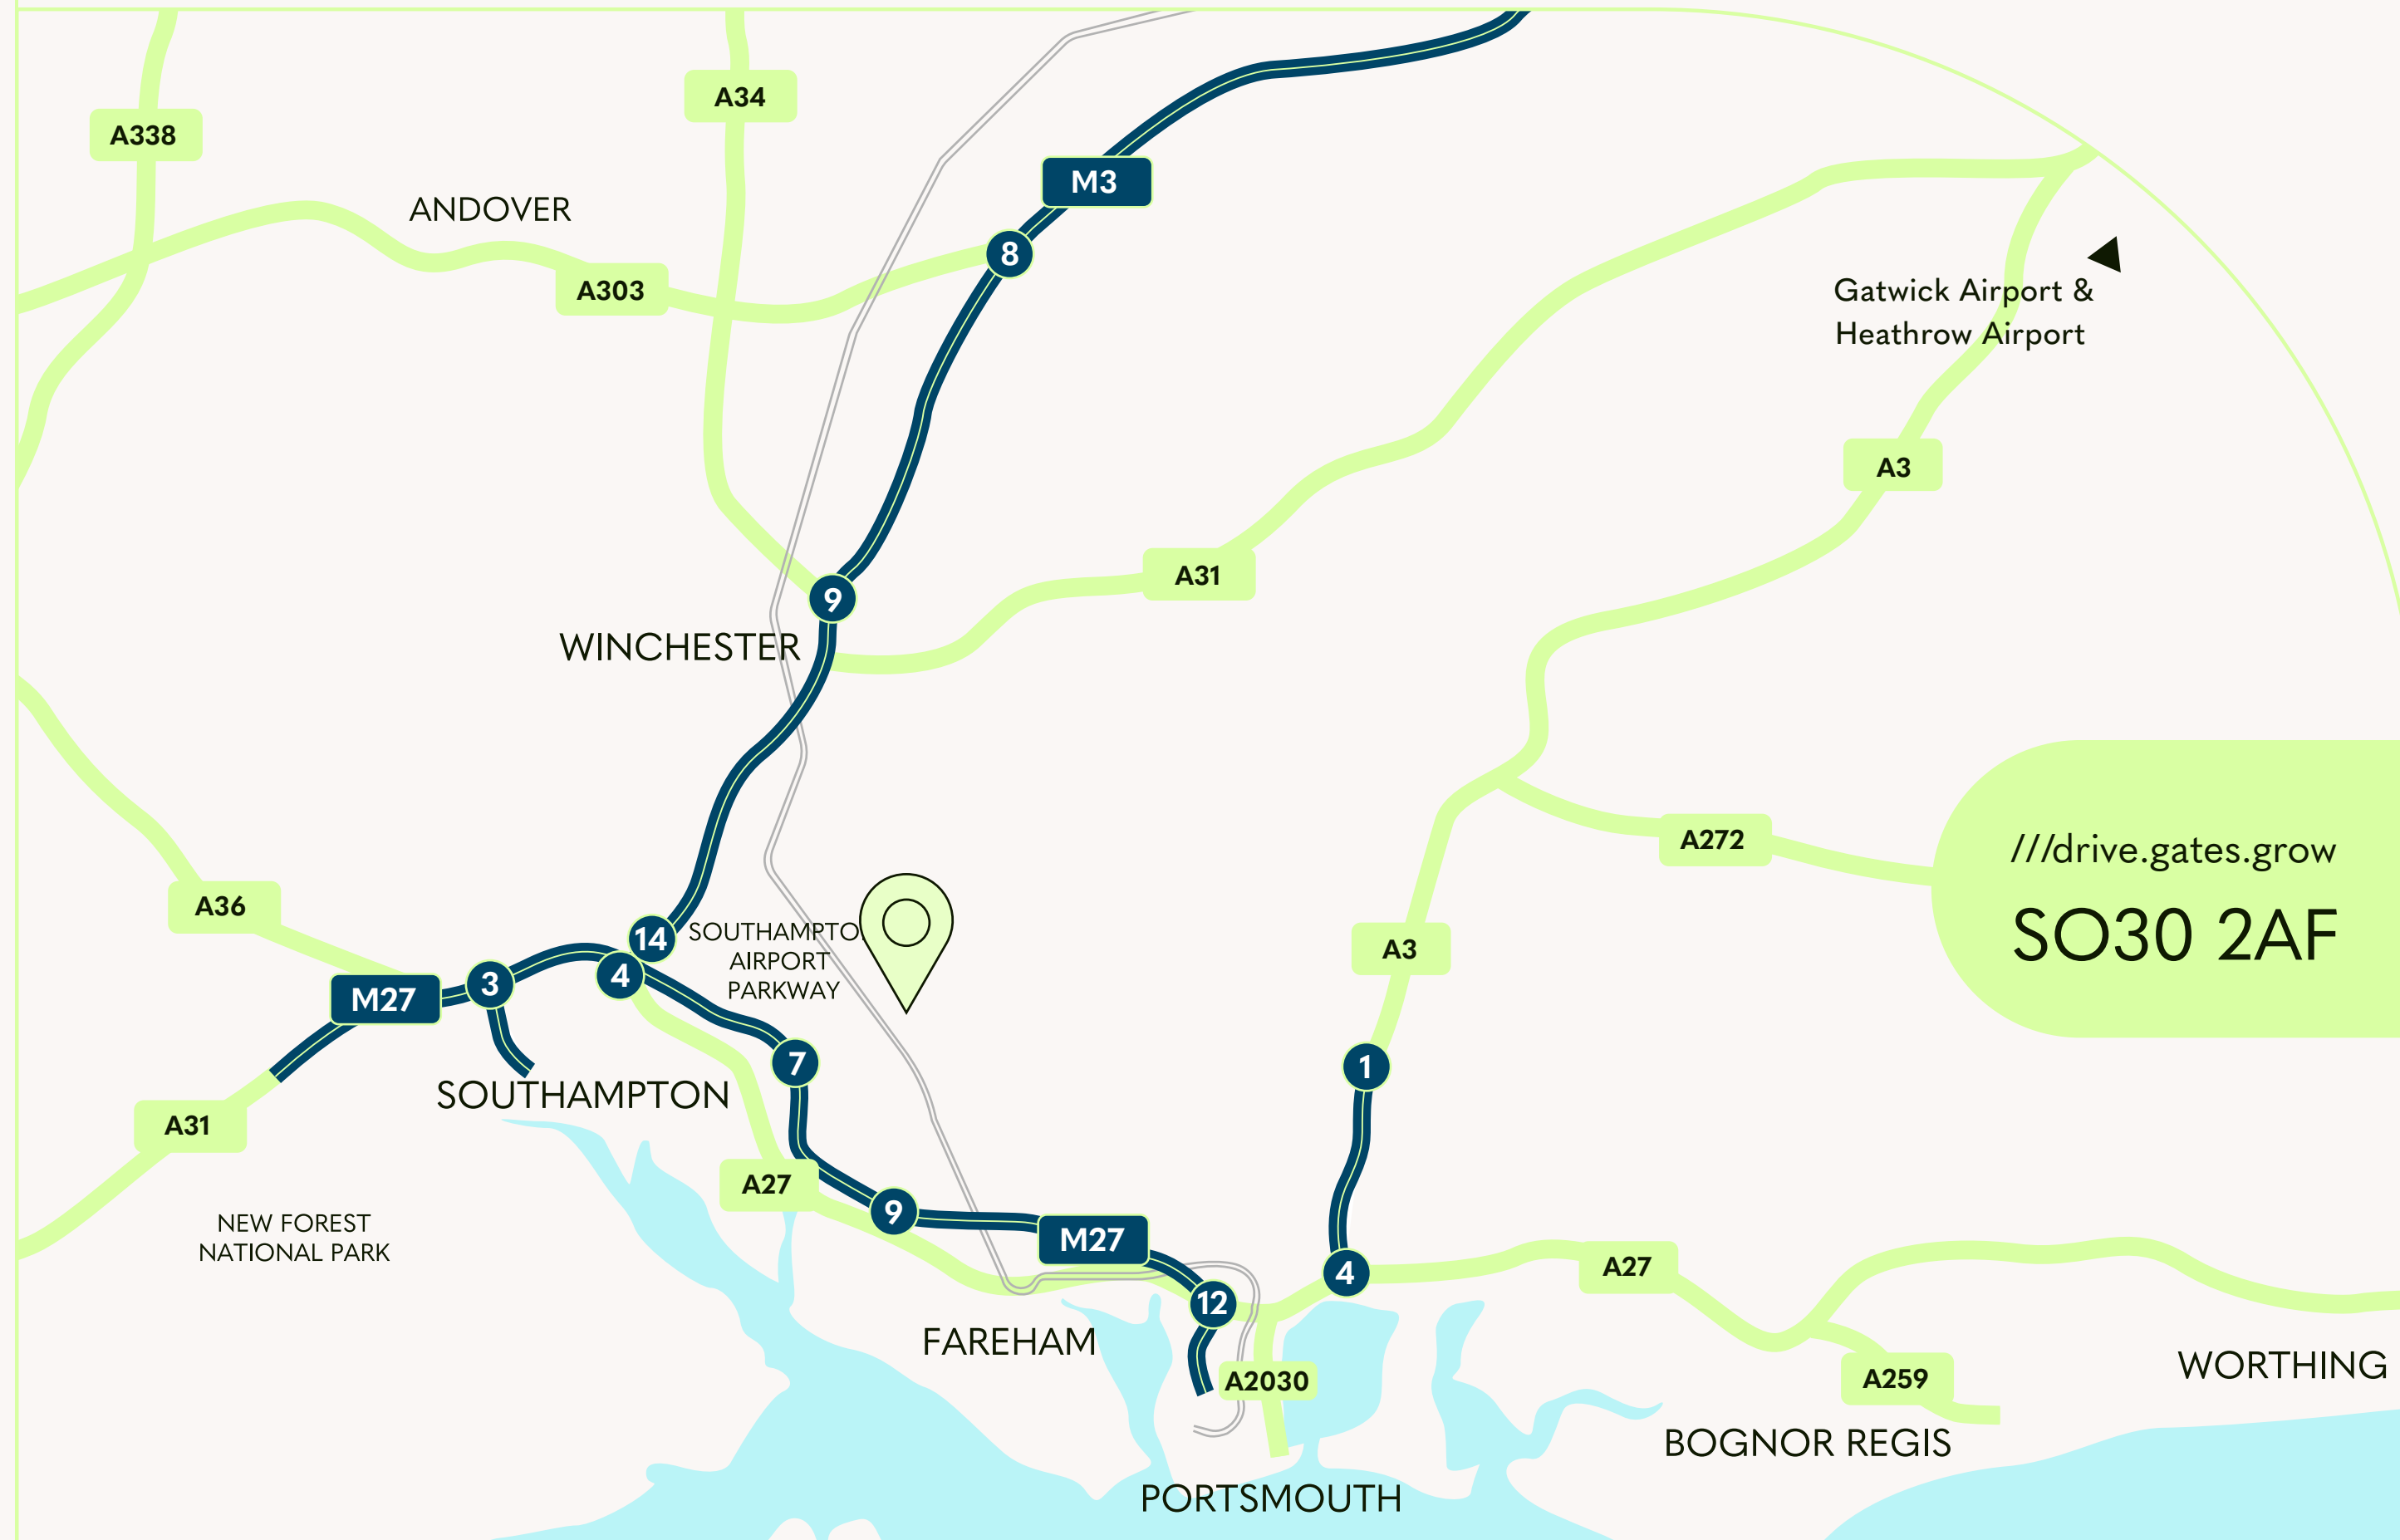 A34
A338
M3
ANDOVER
8
A303
Gatwick Airport &
Heathrow Airport
A3
A31
9
WINCHESTER
A272
///drive.gates.grow
SO30 2AF
A36
14
SOUTHAMPTO
AIRPORT
PARKWAY
A3
4
3
M27
7
1
SOUTHAMPTON
A31
A27
9
NEW FOREST
NATIONAL PARK
M27
4
A27
12
FAREHAM
A2030
A259
WORTHING
BOGNOR REGIS
PORTSMOUTH